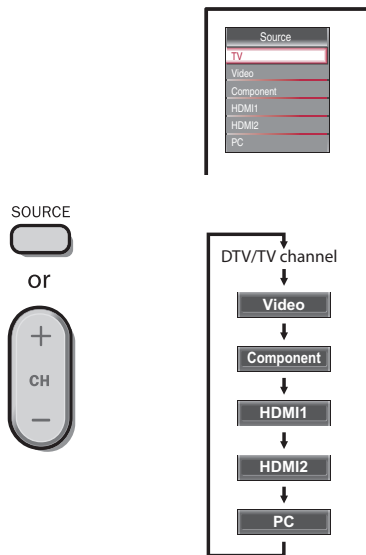 Source
TV
Video
Component
HDMI1
HDMI2
PC
SOURCE
or
+
CH
−
DTV/TV channel
Video
Component
HDMI1
HDMI2
PC